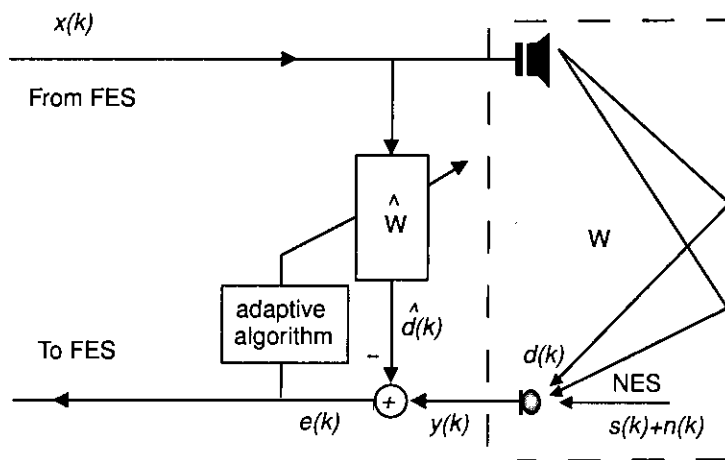 x(k)
From FES
^
W
W
adaptive
algorithm
^
d(k)
To FES
-
d(k)
NES
+
e(k)
y(k)
s(k)+n(k)